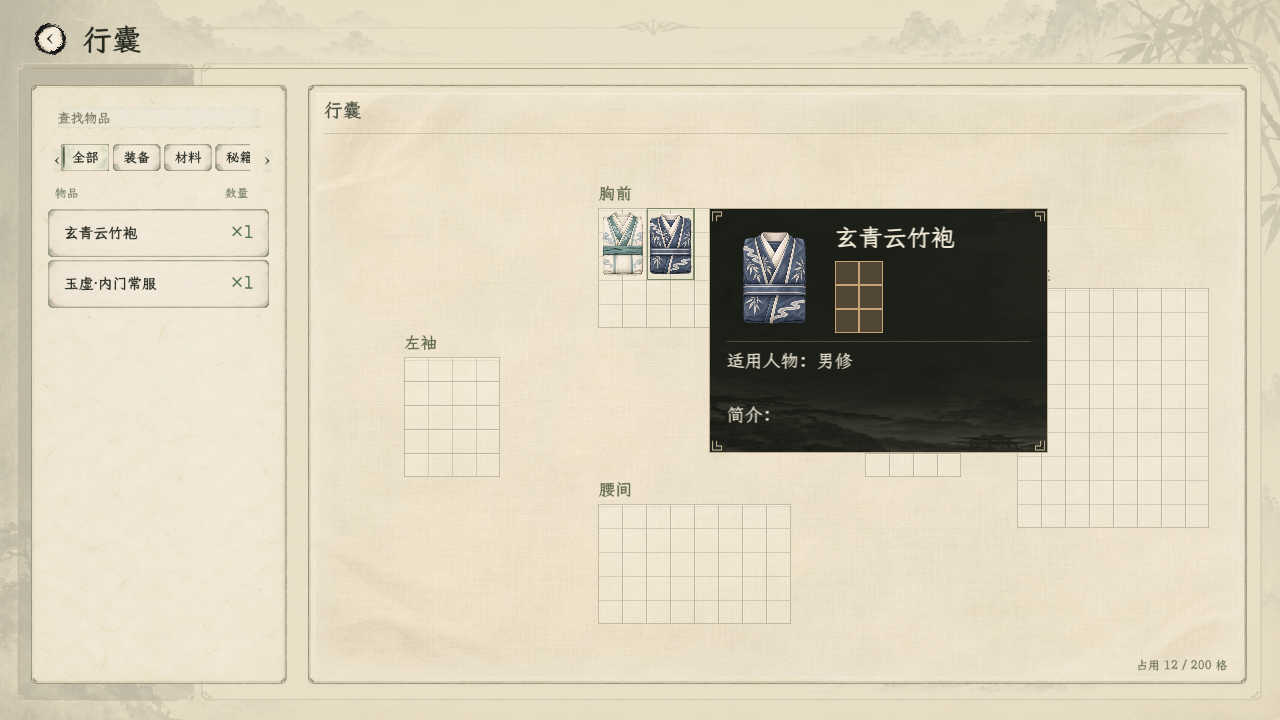 行囊
查找物品
全部 装备 材料 秘籍
物品 数量
玄青云竹袍 ×1
玉虚·内门常服 ×1
行囊
胸前
左袖
腰间
玄青云竹袍
适用人物：男修
简介：
占用 12 / 200 格